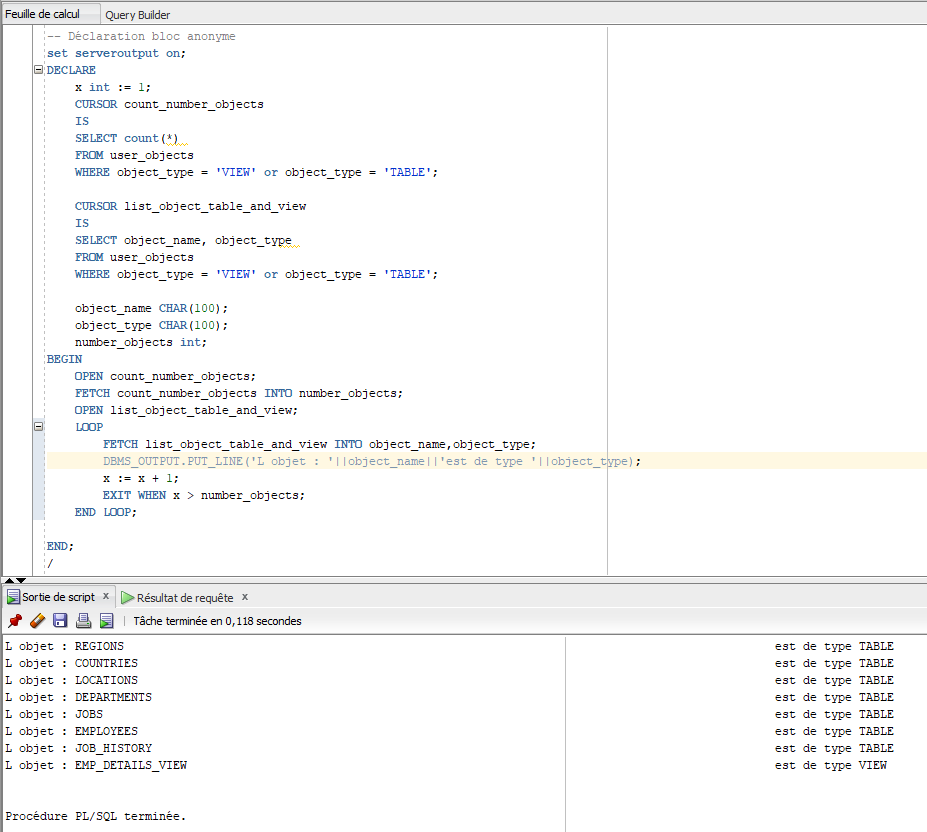 Feuille de calcul Query Builder
-- Déclaration bloc anonyme
set serveroutput on;
DECLARE
    x int := 1;
    CURSOR count_number_objects
    IS
    SELECT count(*)
    FROM user_objects
    WHERE object_type = 'VIEW' or object_type = 'TABLE';
    CURSOR list_object_table_and_view
    IS
    SELECT object_name, object_type
    FROM user_objects
    WHERE object_type = 'VIEW' or object_type = 'TABLE';
    object_name CHAR(100);
    object_type CHAR(100);
    number_objects int;
BEGIN
    OPEN count_number_objects;
    FETCH count_number_objects INTO number_objects;
    OPEN list_object_table_and_view;
    LOOP
        FETCH list_object_table_and_view INTO object_name,object_type;
        DBMS_OUTPUT.PUT_LINE('L objet : '||object_name||'est de type '||object_type);
        x := x + 1;
        EXIT WHEN x > number_objects;
    END LOOP;
END;
/
Sortie de script x Résultat de requête x
Tâche terminée en 0,118 secondes
L objet : REGIONS est de type TABLE
L objet : COUNTRIES est de type TABLE
L objet : LOCATIONS est de type TABLE
L objet : DEPARTMENTS est de type TABLE
L objet : JOBS est de type TABLE
L objet : EMPLOYEES est de type TABLE
L objet : JOB_HISTORY est de type TABLE
L objet : EMP_DETAILS_VIEW est de type VIEW
Procédure PL/SQL terminée.